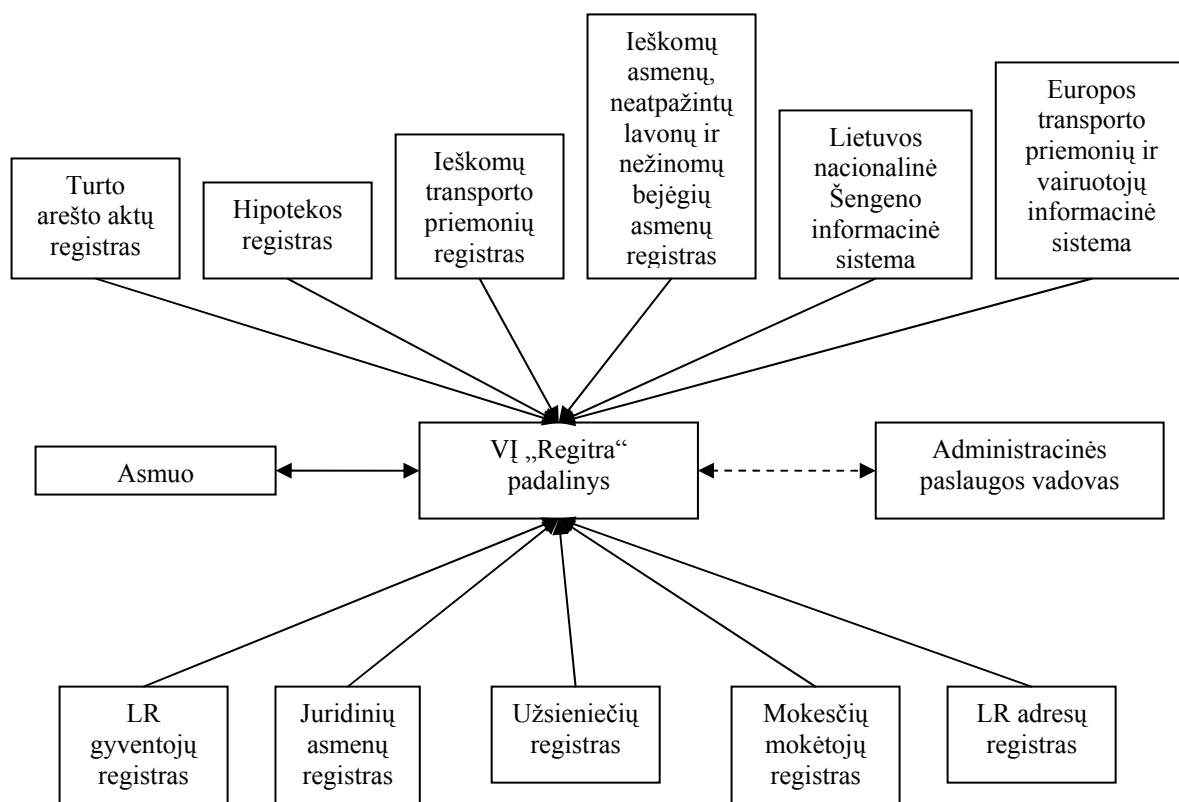 Turto
arešto aktų
registras
Hipotekos
registras
Ieškomų
transporto
priemonių
registras
Ieškomų
asmenų,
neatpažintų
lavonų ir
nežinomų
bejėgių
asmenų
registras
Lietuvos
nacionalinė
Šengeno
informacinė
sistema
Europos
transporto
priemonių ir
vairuotojų
informacinė
sistema
Asmuo
VĮ „Regitra“
padalinys
Administracinės
paslaugos vadovas
LR
gyventojų
registras
Juridinių
asmenų
registras
Užsieniečių
registras
Mokesčių
mokėtojų
registras
LR adresų
registras